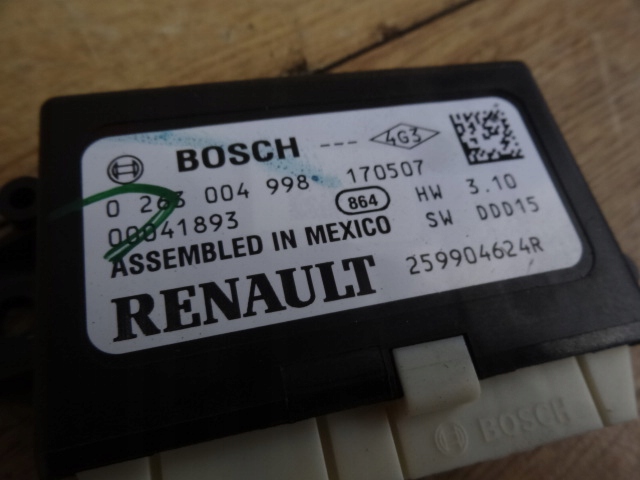 BOSCH --- 4G3
0 263 004 998 170507
00041893 864 HW 3.10
ASSEMBLED IN MEXICO SW DDD15
RENAULT 259904624R
BOSCH